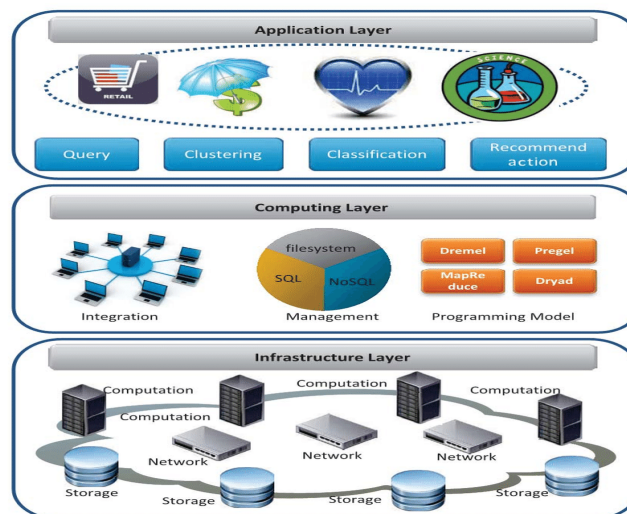 Application Layer
RETAIL
SCIENCE
Query
Clustering
Classification
Recommend
action
Computing Layer
filesystem
SQL
NoSQL
Dremel
Pregel
MapRe
duce
Dryad
Integration
Management
Programming Model
Infrastructure Layer
Computation
Computation
Computation
Computation
Network
Network
Network
Storage
Storage
Storage
Storage